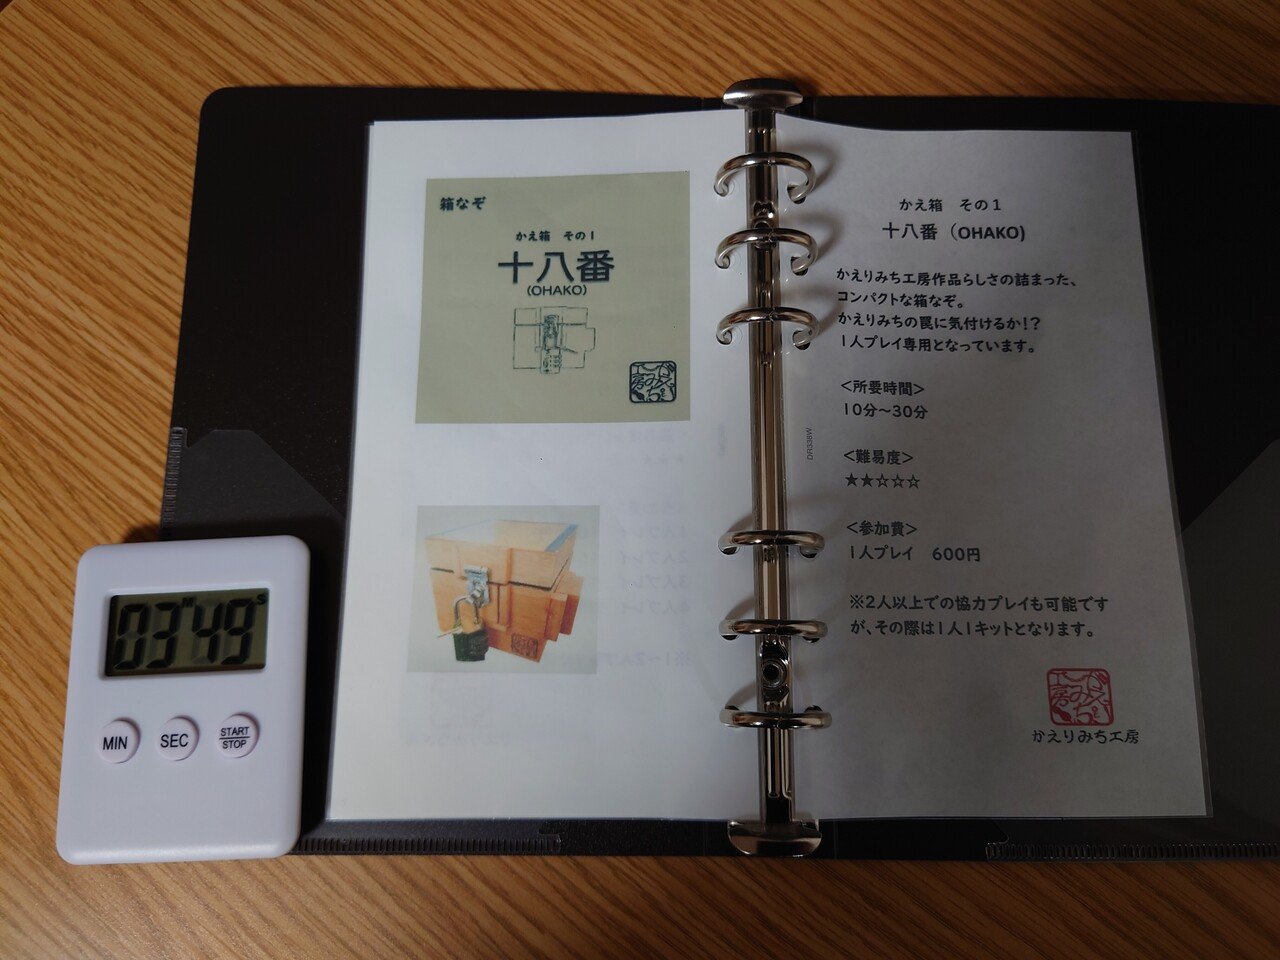 箱なぞ
かえ箱 その1
十八番
(OHAKO)
かえ箱 その1
十八番（OHAKO)
かえりみち工房作品らしさの詰まった、
コンパクトな箱なぞ。
かえりみちの罠に気付けるか!?
1人プレイ専用となっています。
＜所要時間＞
10分～30分
＜難易度＞
★★☆☆☆
＜参加費＞
1人プレイ 600円
※2人以上での協力プレイも可能です
が、その際は1人1キットとなります。
かえりみち工房
DR338W
03 M 49 S
MIN SEC START STOP